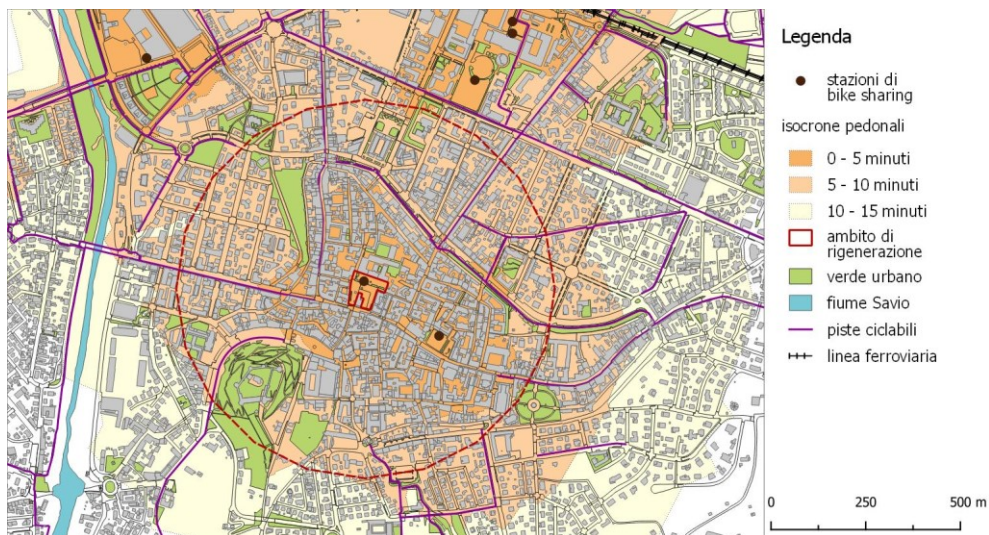 Legenda
stazioni di
bike sharing
isocrone pedonali
0 - 5 minuti
5 - 10 minuti
10 - 15 minuti
ambito di
rigenerazione
verde urbano
fiume Savio
piste ciclabili
linea ferroviaria
0 250 500 m